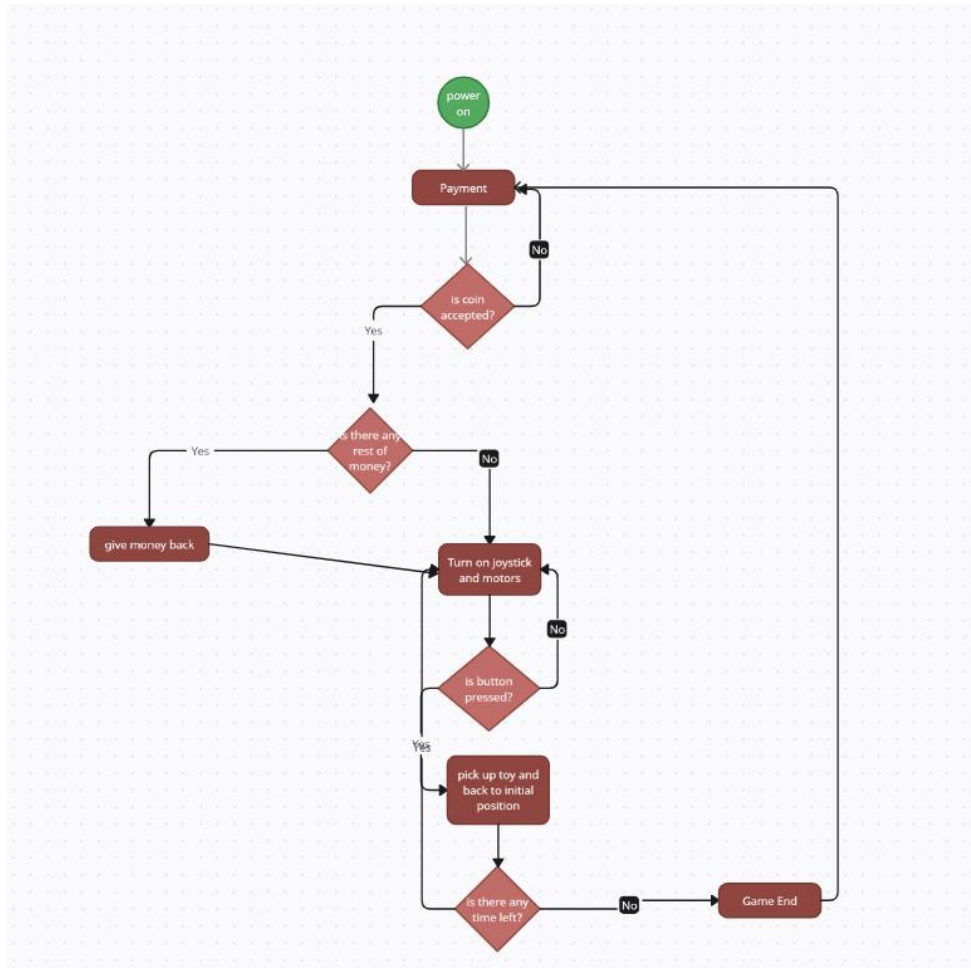 power
on
Payment
No
is coin
accepted?
Yes
is there any
rest of
money?
Yes
No
give money back
Turn on joystick
and motors
No
is button
pressed?
Yes
Yes
pick up toy and
back to initial
position
is there any
time left?
No
Game End